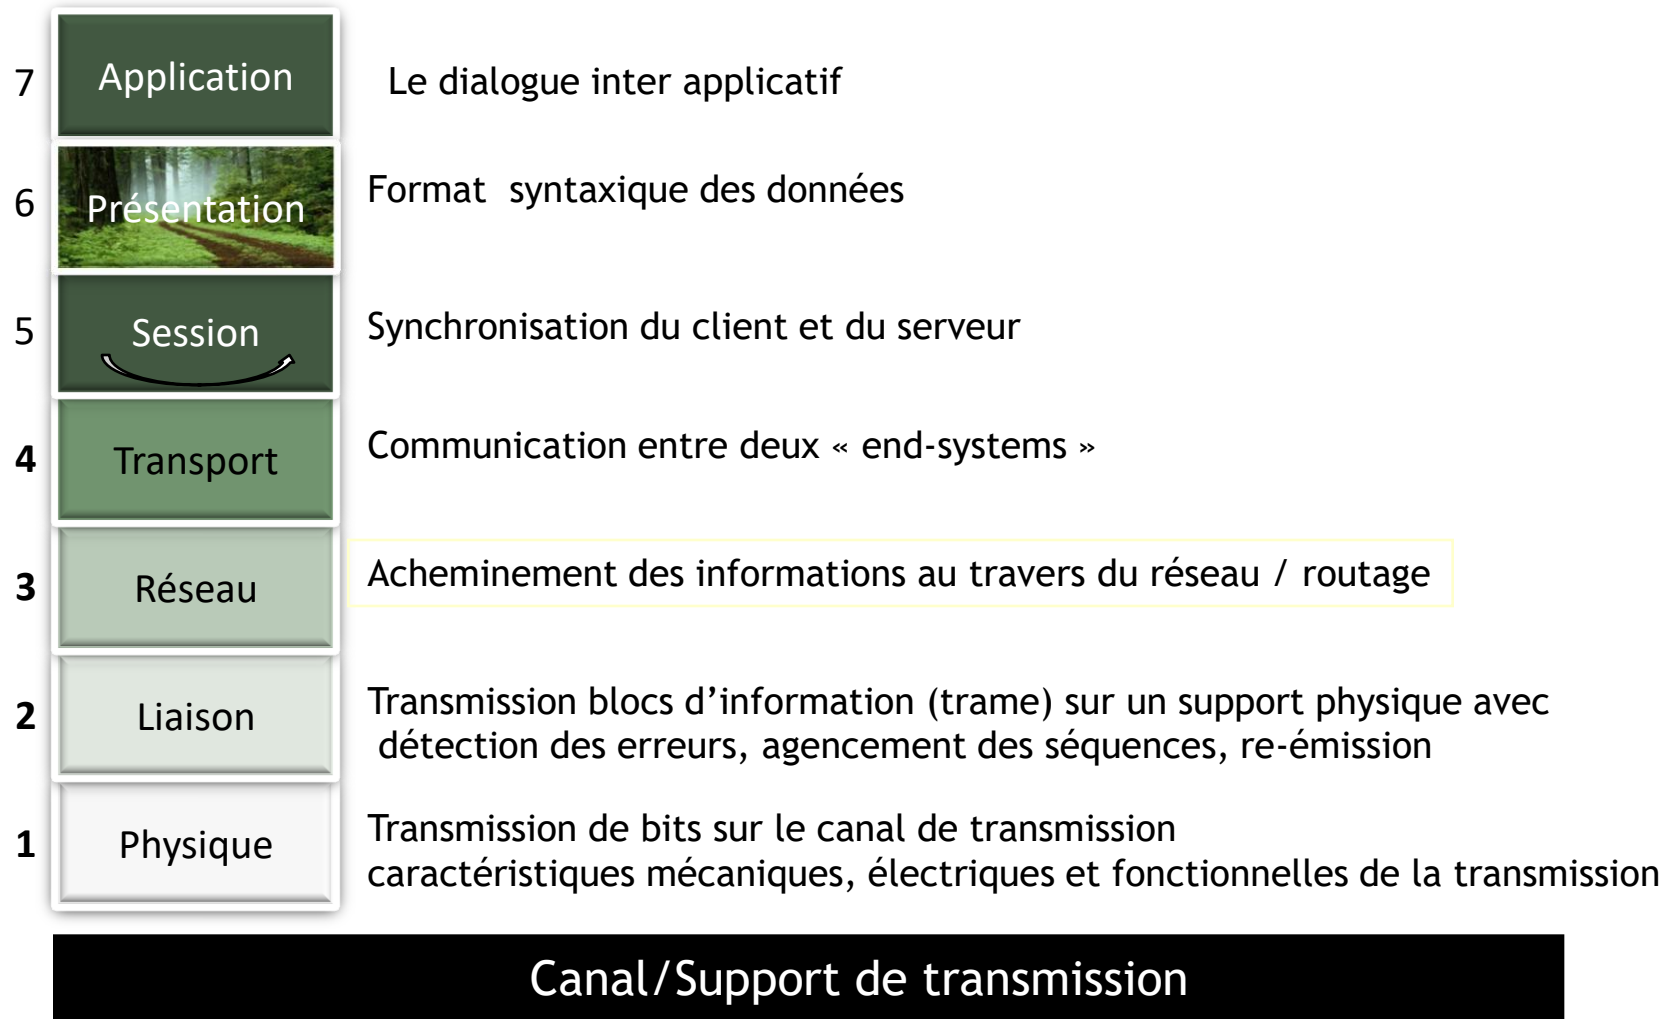 7 Application Le dialogue inter applicatif
6 Présentation Format syntaxique des données
5 Session Synchronisation du client et du serveur
4 Transport Communication entre deux « end-systems »
3 Réseau Acheminement des informations au travers du réseau / routage
2 Liaison Transmission blocs d’information (trame) sur un support physique avec
détection des erreurs, agencement des séquences, re-émission
1 Physique Transmission de bits sur le canal de transmission
caractéristiques mécaniques, électriques et fonctionnelles de la transmission
Canal/Support de transmission